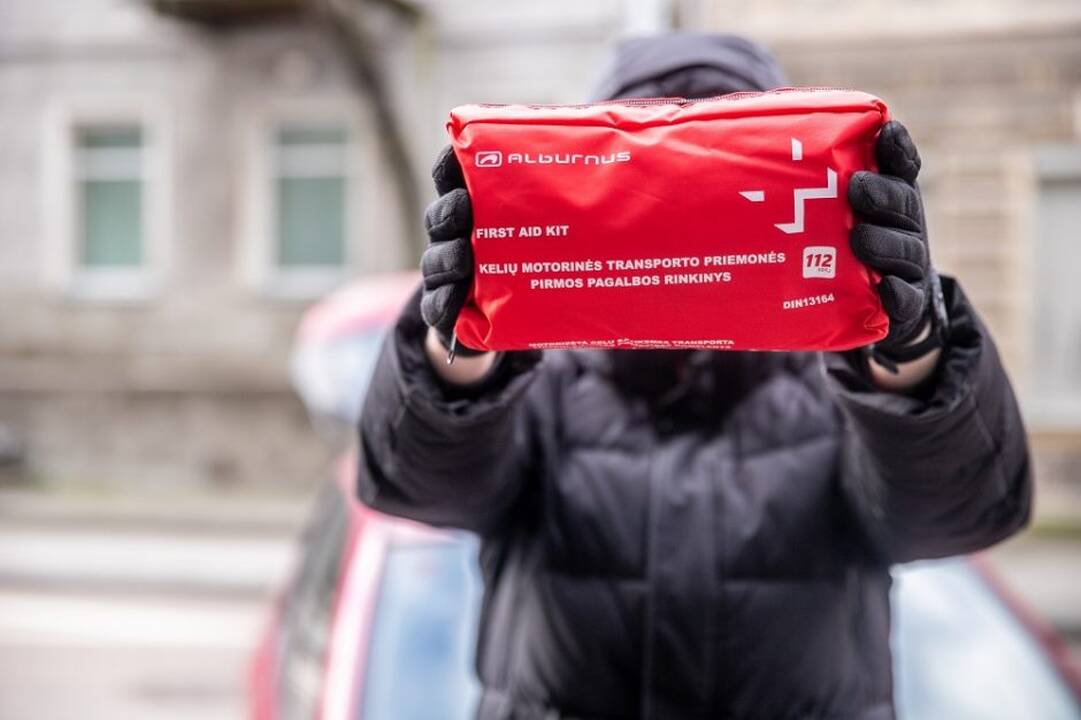 ALBURNUS
FIRST AID KIT
KELIŲ MOTORINĖS TRANSPORTO PRIEMONĖS
PIRMOS PAGALBOS RINKINYS
112
DIN13164